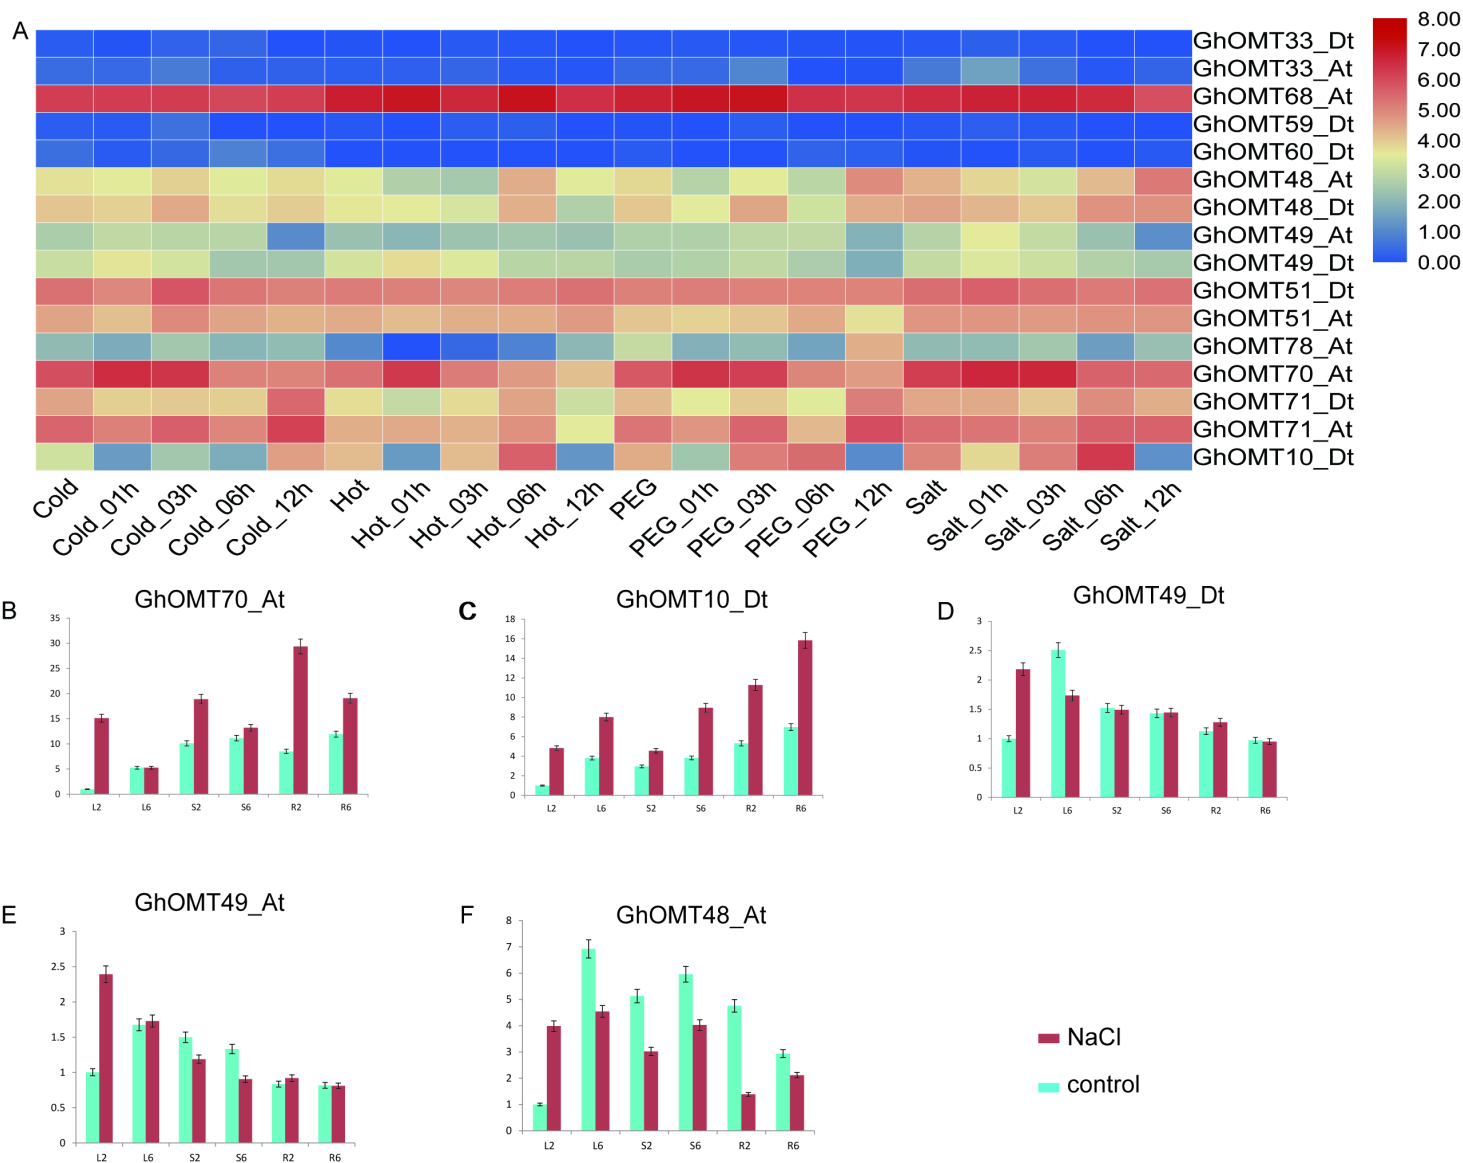 A
8.00
7.00
6.00
5.00
4.00
3.00
2.00
1.00
0.00
GhOMT33_Dt
GhOMT33_At
GhOMT68_At
GhOMT59_Dt
GhOMT60_Dt
GhOMT48_At
GhOMT48_Dt
GhOMT49_At
GhOMT49_Dt
GhOMT51_Dt
GhOMT51_At
GhOMT78_At
GhOMT70_At
GhOMT71_Dt
GhOMT71_At
GhOMT10_Dt
Cold Cold_01h Cold_03h Cold_06h Cold_12h Hot Hot_01h Hot_03h Hot_06h Hot_12h PEG PEG_01h PEG_03h PEG_06h PEG_12h Salt Salt_01h Salt_03h Salt_06h Salt_12h
B
GhOMT70_At
35
30
25
20
15
10
5
0
L2 L6 S2 S6 R2 R6
C
GhOMT10_Dt
18
16
14
12
10
8
6
4
2
0
L2 L6 S2 S6 R2 R6
D
GhOMT49_Dt
3
2.5
2
1.5
1
0.5
0
L2 L6 S2 S6 R2 R6
E
GhOMT49_At
3
2.5
2
1.5
1
0.5
0
L2 L6 S2 S6 R2 R6
F
GhOMT48_At
8
7
6
5
4
3
2
1
0
L2 L6 S2 S6 R2 R6
NaCl
control